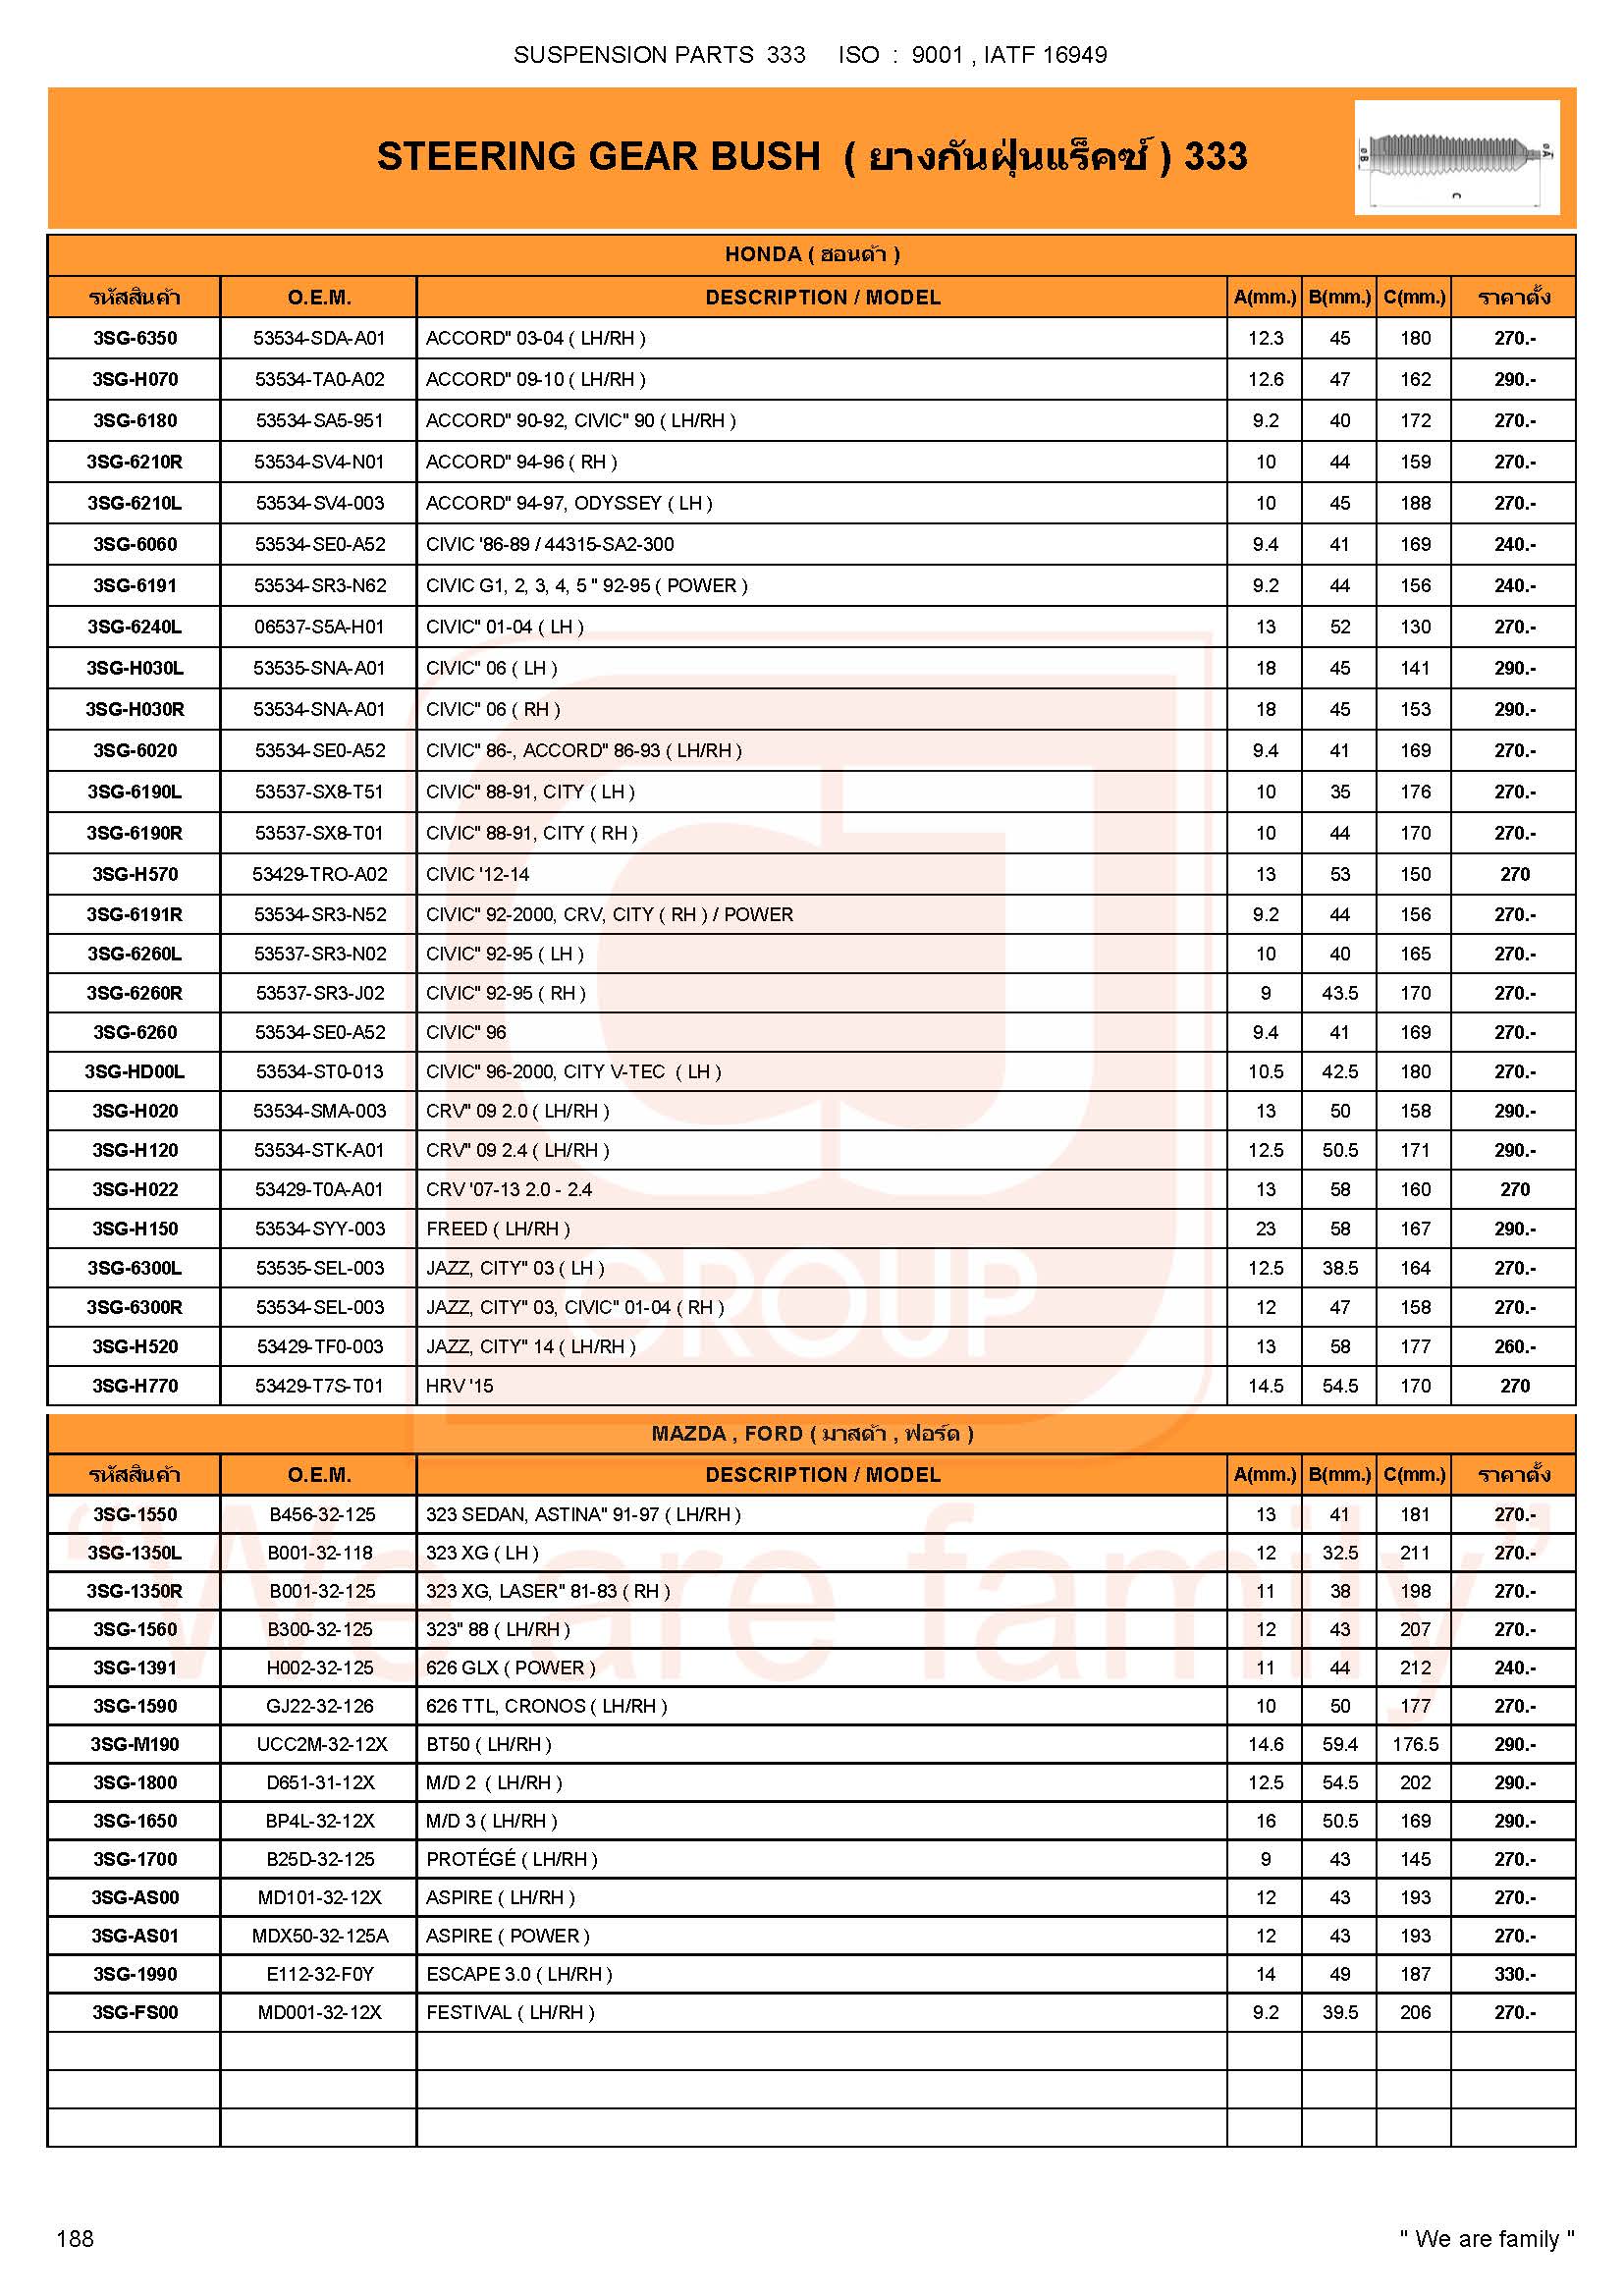 SUSPENSION PARTS 333 ISO : 9001 , IATF 16949
STEERING GEAR BUSH ( ยางกันฝุ่นแร็คซ์ ) 333
øB
øA
C
HONDA ( ฮอนด้า )
รหัสสินค้า O.E.M. DESCRIPTION / MODEL A(mm.) B(mm.) C(mm.) ราคาตั้ง
3SG-6350 53534-SDA-A01 ACCORD" 03-04 ( LH/RH ) 12.3 45 180 270.-
3SG-H070 53534-TA0-A02 ACCORD" 09-10 ( LH/RH ) 12.6 47 162 290.-
3SG-6180 53534-SA5-951 ACCORD" 90-92, CIVIC" 90 ( LH/RH ) 9.2 40 172 270.-
3SG-6210R 53534-SV4-N01 ACCORD" 94-96 ( RH ) 10 44 159 270.-
3SG-6210L 53534-SV4-003 ACCORD" 94-97, ODYSSEY ( LH ) 10 45 188 270.-
3SG-6060 53534-SE0-A52 CIVIC '86-89 / 44315-SA2-300 9.4 41 169 240.-
3SG-6191 53534-SR3-N62 CIVIC G1, 2, 3, 4, 5 " 92-95 ( POWER ) 9.2 44 156 240.-
3SG-6240L 06537-S5A-H01 CIVIC" 01-04 ( LH ) 13 52 130 270.-
3SG-H030L 53535-SNA-A01 CIVIC" 06 ( LH ) 18 45 141 290.-
3SG-H030R 53534-SNA-A01 CIVIC" 06 ( RH ) 18 45 153 290.-
3SG-6020 53534-SE0-A52 CIVIC" 86-, ACCORD" 86-93 ( LH/RH ) 9.4 41 169 270.-
3SG-6190L 53537-SX8-T51 CIVIC" 88-91, CITY ( LH ) 10 35 176 270.-
3SG-6190R 53537-SX8-T01 CIVIC" 88-91, CITY ( RH ) 10 44 170 270.-
3SG-H570 53429-TRO-A02 CIVIC '12-14 13 53 150 270
3SG-6191R 53534-SR3-N52 CIVIC" 92-2000, CRV, CITY ( RH ) / POWER 9.2 44 156 270.-
3SG-6260L 53537-SR3-N02 CIVIC" 92-95 ( LH ) 10 40 165 270.-
3SG-6260R 53537-SR3-J02 CIVIC" 92-95 ( RH ) 9 43.5 170 270.-
3SG-6260 53534-SE0-A52 CIVIC" 96 9.4 41 169 270.-
3SG-HD00L 53534-ST0-013 CIVIC" 96-2000, CITY V-TEC ( LH ) 10.5 42.5 180 270.-
3SG-H020 53534-SMA-003 CRV" 09 2.0 ( LH/RH ) 13 50 158 290.-
3SG-H120 53534-STK-A01 CRV" 09 2.4 ( LH/RH ) 12.5 50.5 171 290.-
3SG-H022 53429-T0A-A01 CRV '07-13 2.0 - 2.4 13 58 160 270
3SG-H150 53534-SYY-003 FREED ( LH/RH ) 23 58 167 290.-
3SG-6300L 53535-SEL-003 JAZZ, CITY" 03 ( LH ) 12.5 38.5 164 270.-
3SG-6300R 53534-SEL-003 JAZZ, CITY" 03, CIVIC" 01-04 ( RH ) 12 47 158 270.-
3SG-H520 53429-TF0-003 JAZZ, CITY" 14 ( LH/RH ) 13 58 177 260.-
3SG-H770 53429-T7S-T01 HRV '15 14.5 54.5 170 270
CJ
GROUP
MAZDA , FORD ( มาสด้า , ฟอร์ด )
รหัสสินค้า O.E.M. DESCRIPTION / MODEL A(mm.) B(mm.) C(mm.) ราคาตั้ง
3SG-1550 B456-32-125 323 SEDAN, ASTINA" 91-97 ( LH/RH ) 13 41 181 270.-
3SG-1350L B001-32-118 323 XG ( LH ) 12 32.5 211 270.-
3SG-1350R B001-32-125 323 XG, LASER" 81-83 ( RH ) 11 38 198 270.-
3SG-1560 B300-32-125 323" 88 ( LH/RH ) 12 43 207 270.-
3SG-1391 H002-32-125 626 GLX ( POWER ) 11 44 212 240.-
3SG-1590 GJ22-32-126 626 TTL, CRONOS ( LH/RH ) 10 50 177 270.-
3SG-M190 UCC2M-32-12X BT50 ( LH/RH ) 14.6 59.4 176.5 290.-
3SG-1800 D651-31-12X M/D 2 ( LH/RH ) 12.5 54.5 202 290.-
3SG-1650 BP4L-32-12X M/D 3 ( LH/RH ) 16 50.5 169 290.-
3SG-1700 B25D-32-125 PROTÉGÉ ( LH/RH ) 9 43 145 270.-
3SG-AS00 MD101-32-12X ASPIRE ( LH/RH ) 12 43 193 270.-
3SG-AS01 MDX50-32-125A ASPIRE ( POWER ) 12 43 193 270.-
3SG-1990 E112-32-F0Y ESCAPE 3.0 ( LH/RH ) 14 49 187 330.-
3SG-FS00 MD001-32-12X FESTIVAL ( LH/RH ) 9.2 39.5 206 270.-
“We are family”
188 " We are family "